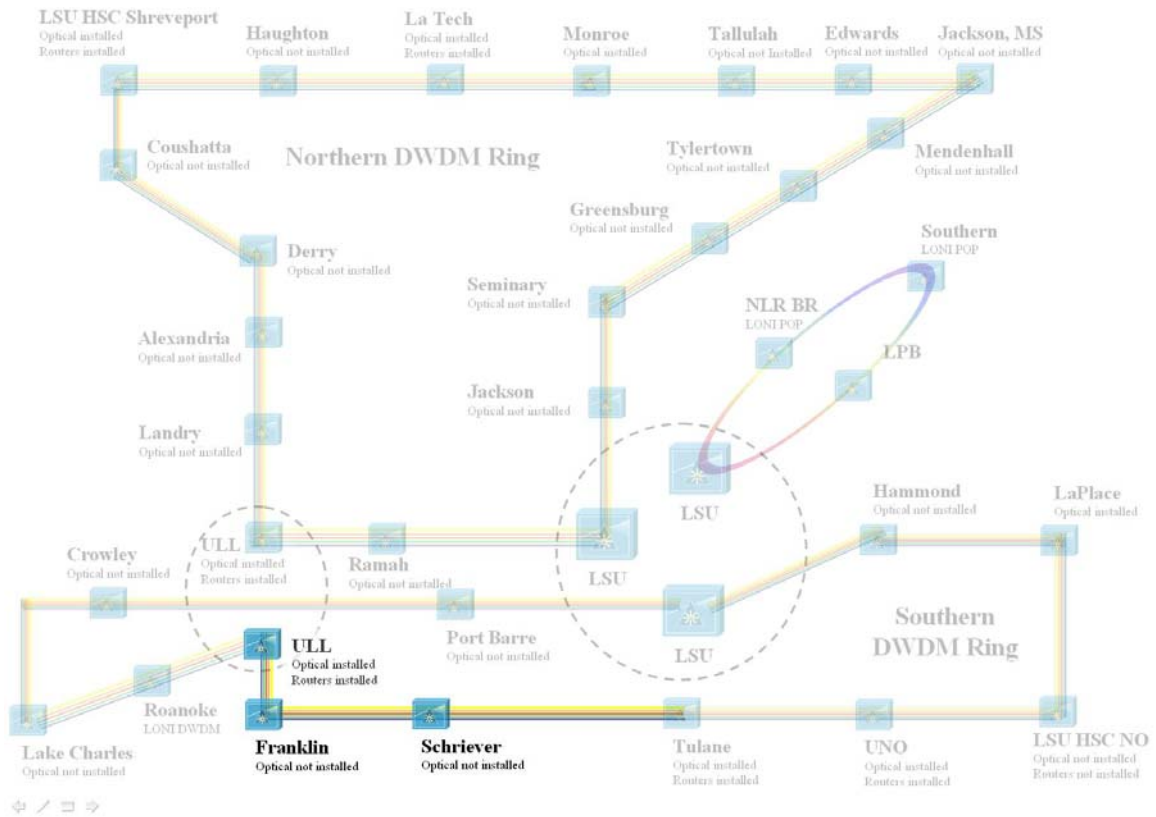 LSU HSC Shreveport
Optical installed
Routers installed
Haughton
Optical not installed
La Tech
Optical installed
Routers installed
Monroe
Optical not installed
Tallulah
Optical not Installed
Edwards
Optical not installed
Jackson, MS
Optical not installed
Coushatta
Optical not installed
Northern DWDM Ring
Tylertown
Optical not installed
Mendenhall
Optical not installed
Greensburg
Optical not installed
Southern
LONI POP
Derry
Optical not installed
Seminary
Optical not installed
NLR BR
LONI POP
Alexandria
Optical not installed
LPB
Jackson
Optical not installed
Landry
Optical not installed
LSU
Hammond
Optical not installed
LaPlace
Optical installed
ULL
Optical installed
Routers installed
Crowley
Optical not installed
Ramah
Optical not installed
LSU
Port Barre
Optical not installed
LSU
Southern
DWDM Ring
ULL
Optical installed
Routers installed
Roanoke
LONI DWDM
Lake Charles
Optical not installed
Franklin
Optical not installed
Schriever
Optical not installed
Tulane
Optical installed
Routers installed
UNO
Optical installed
Routers installed
LSU HSC NO
Optical installed
Routers not installed